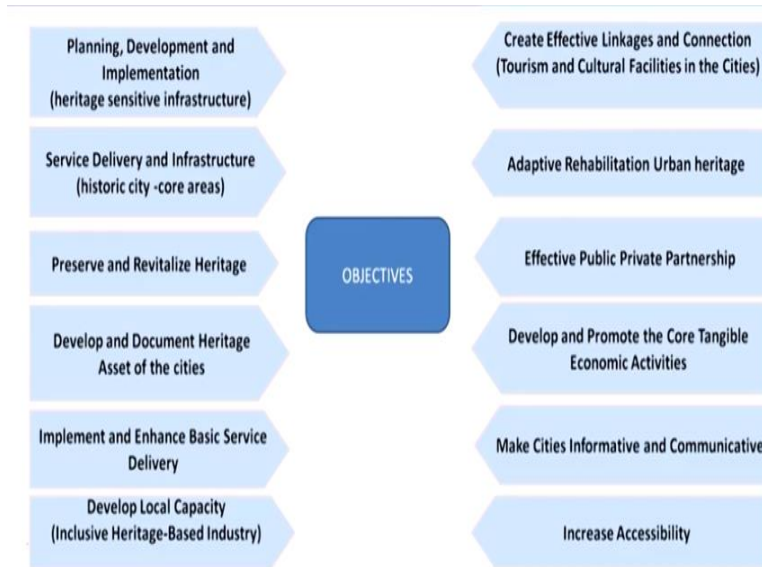 Planning, Development and
Implementation
(heritage sensitive infrastructure)
Service Delivery and Infrastructure
(historic city -core areas)
Preserve and Revitalize Heritage
Develop and Document Heritage
Asset of the cities
Implement and Enhance Basic Service
Delivery
Develop Local Capacity
(Inclusive Heritage-Based Industry)
OBJECTIVES
Create Effective Linkages and Connection
(Tourism and Cultural Facilities in the Cities)
Adaptive Rehabilitation Urban heritage
Effective Public Private Partnership
Develop and Promote the Core Tangible
Economic Activities
Make Cities Informative and Communicative
Increase Accessibility